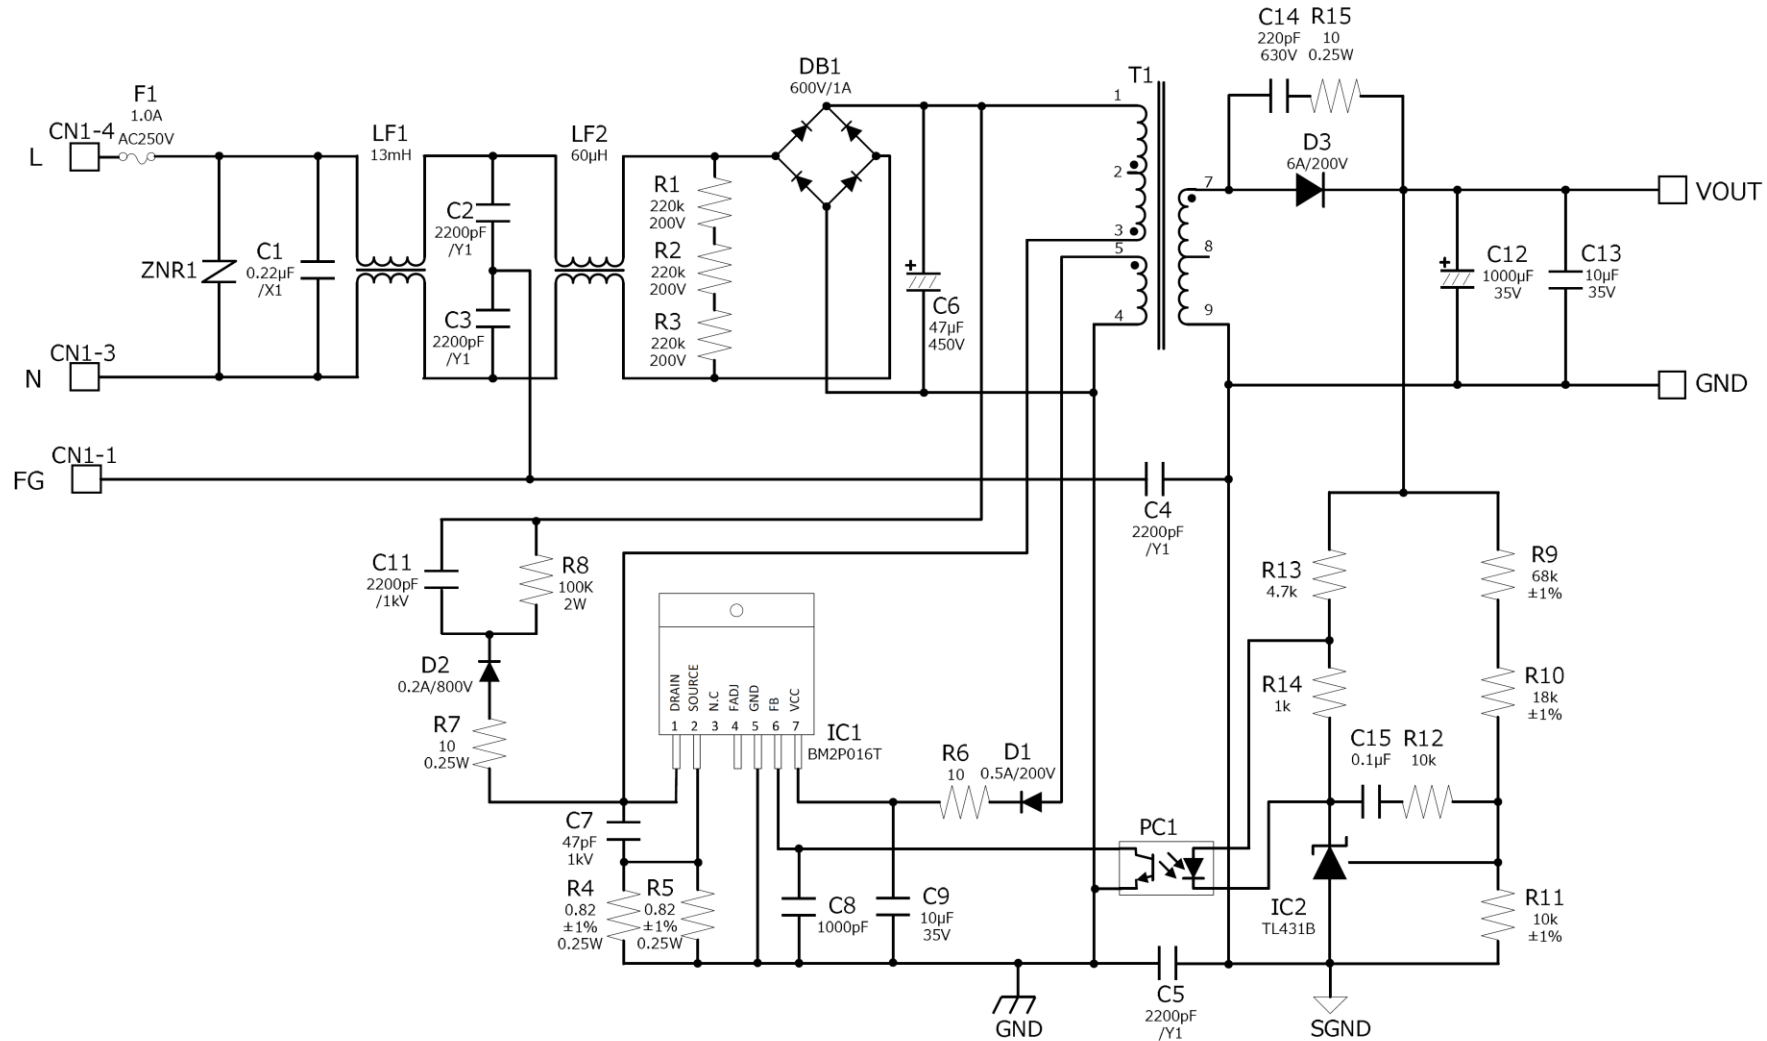 C14 R15
220pF 10
630V 0.25W
DB1
600V/1A
T1
F1
1.0A
AC250V
CN1-4
L
LF1
13mH
LF2
60µH
1
2
3
5
4
7
8
9
D3
6A/200V
VOUT
R1
220k
200V
R2
220k
200V
R3
220k
200V
C2
2200pF
/Y1
C3
2200pF
/Y1
ZNR1
C1
0.22µF
/X1
+
C6
47µF
450V
+
C12
1000µF
35V
C13
10µF
35V
CN1-3
N
GND
CN1-1
FG
C4
2200pF
/Y1
C11
2200pF
/1kV
R8
100K
2W
R13
4.7k
R9
68k
±1%
D2
0.2A/800V
R7
10
0.25W
DRAIN
SOURCE
N.C
FADJ
GND
FB
VCC
1 2 3 4 5 6 7
IC1
BM2P016T
R14
1k
R10
18k
±1%
R6
10
D1
0.5A/200V
C15 R12
0.1µF 10k
C7
47pF
1kV
PC1
R4
0.82
±1%
0.25W
R5
0.82
±1%
0.25W
C8
1000pF
C9
10µF
35V
IC2
TL431B
R11
10k
±1%
C5
2200pF
/Y1
GND
SGND